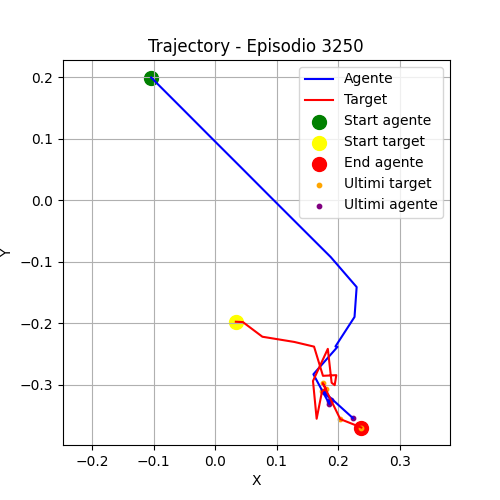 Trajectory - Episodio 3250
Agente
Target
Start agente
Start target
End agente
Ultimi target
Ultimi agente
0.2
0.1
0.0
−0.1
−0.2
−0.3
Y
−0.2
−0.1
0.0
0.1
0.2
0.3
X